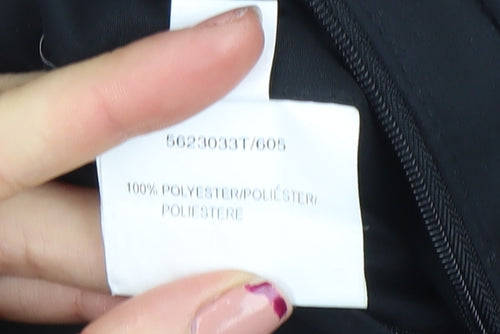 5623033T/605
100% POLYESTER/POLIÉSTER/
POLIESTERE